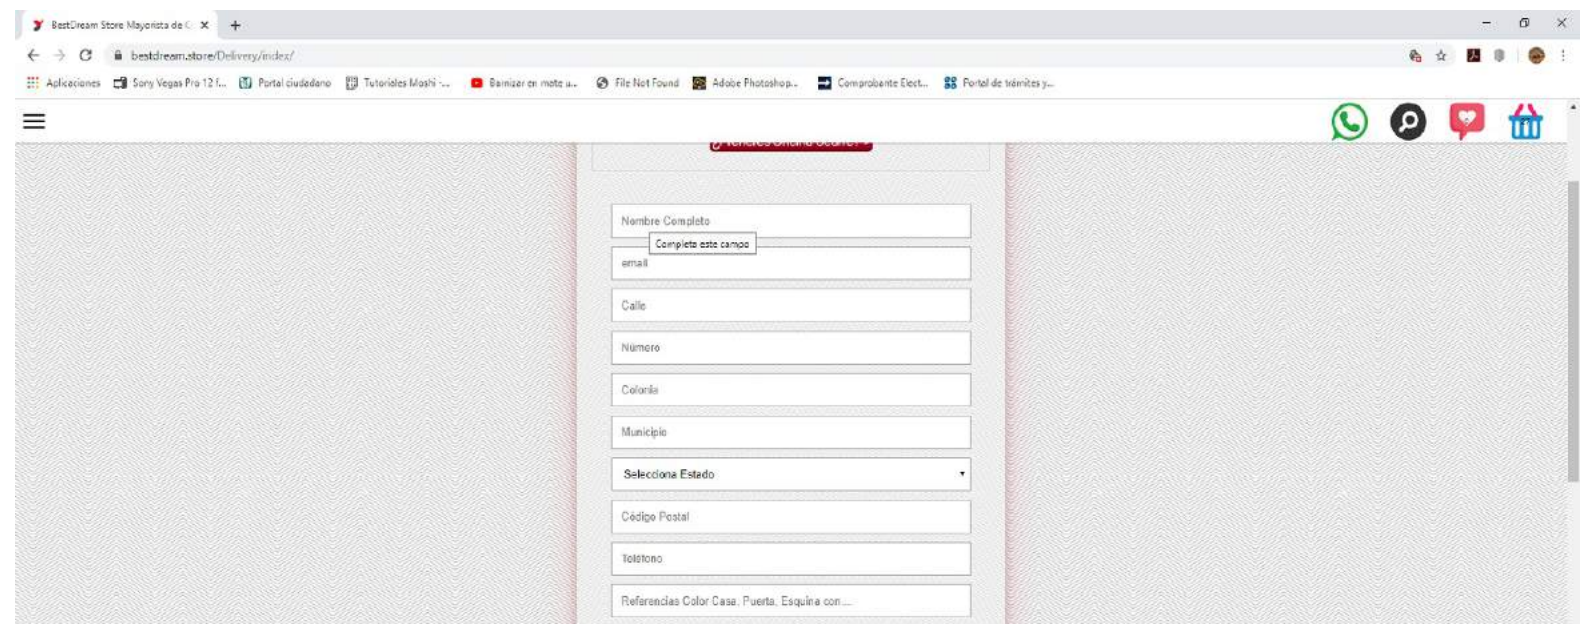 BestDream Store Mayorista de C
bestdream.store/Delivery/index/
Aplicaciones Sony Vegas Pro 12 f... Portal ciudadano Tutoriales Moshi -... Barnizar en mate u... File Not Found Adobe Photoshop... Comprobante Elect... Portal de trámites y...
Nombre Completo
Completa este campo
email
Calle
Número
Colonia
Municipio
Selecciona Estado
Código Postal
Teléfono
Referencias Color Casa, Puerta, Esquina con ...